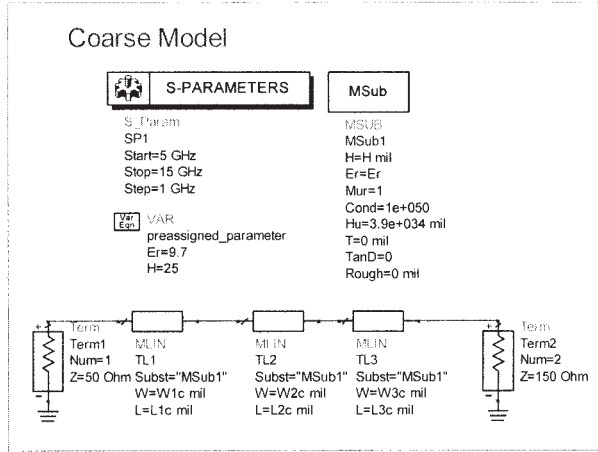 Coarse Model
S-PARAMETERS
S_Param
SP1
Start=5 GHz
Stop=15 GHz
Step=1 GHz
Var
Eqn
VAR
preassigned_parameter
Er=9.7
H=25
MSub
MSUB
MSub1
H=H mil
Er=Er
Mur=1
Cond=1e+050
Hu=3.9e+034 mil
T=0 mil
TanD=0
Rough=0 mil
+
-
Term
Term1
Num=1
Z=50 Ohm
MLIN
TL1
Subst="MSub1"
W=W1c mil
L=L1c mil
MLIN
TL2
Subst="MSub1"
W=W2c mil
L=L2c mil
MLIN
TL3
Subst="MSub1"
W=W3c mil
L=L3c mil
+
-
Term
Term2
Num=2
Z=150 Ohm